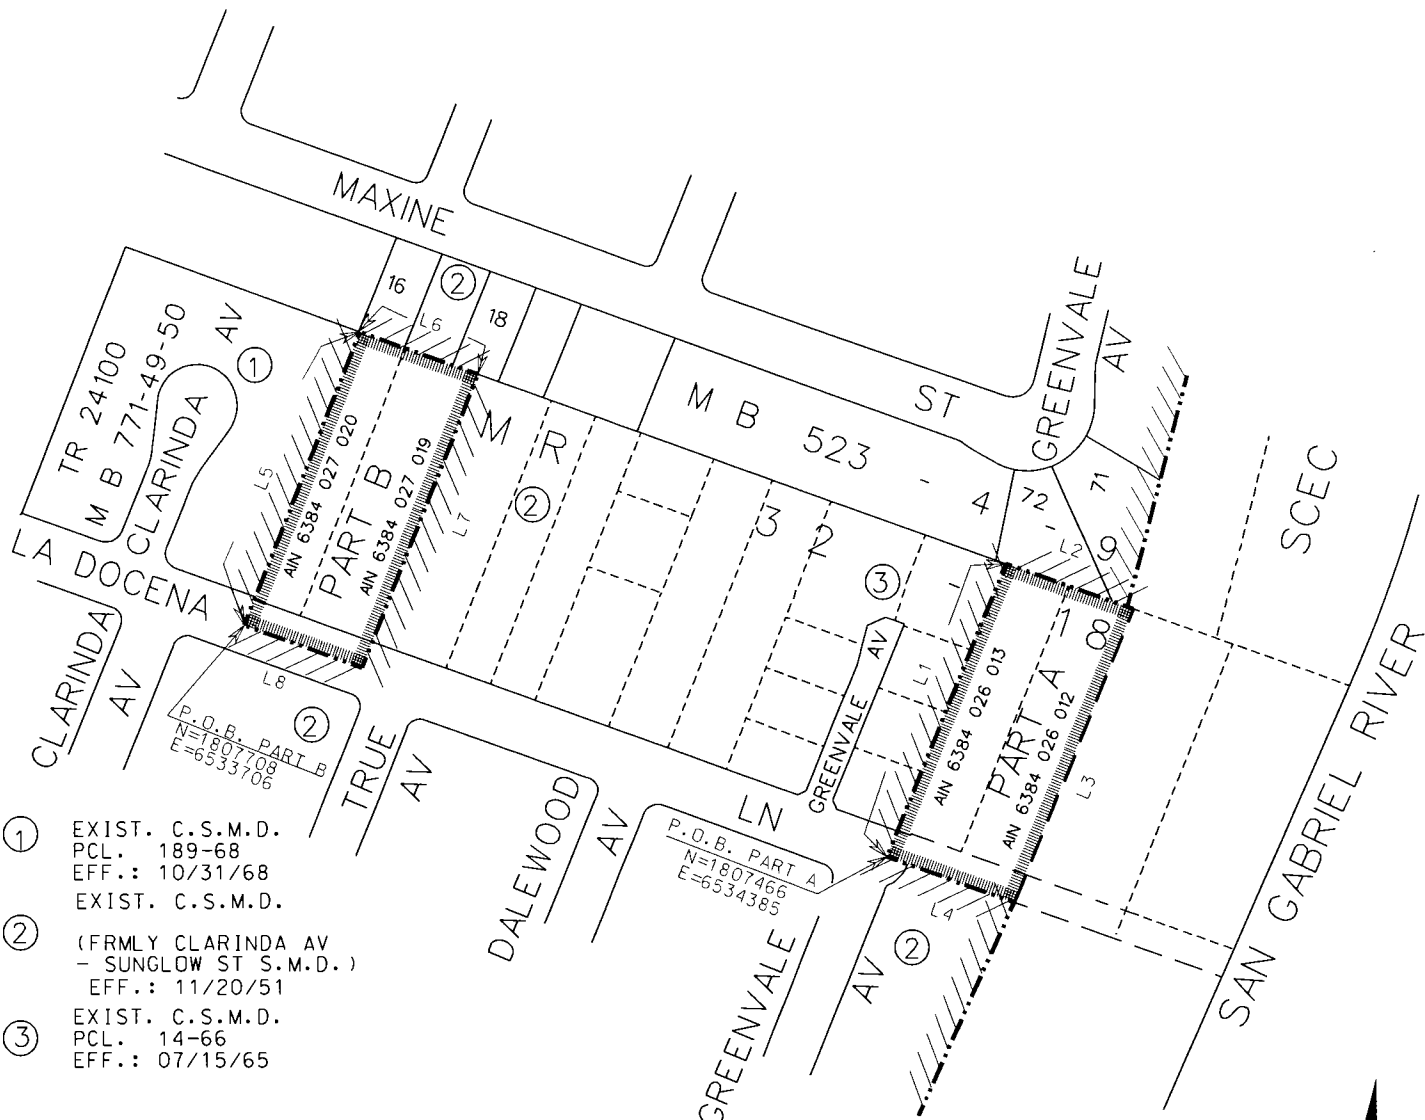 MAXINE
ST
GREENVALE
AV
16
2
18
L6
1
TR 24100
M B 771-49-50
CLARINDA
AV
L5
AIN 6384 027 020
PART B
AIN 6384 027 019
L7
M R
2
M B 523 - 4
72
71
- 9
L2
SCEC
3 2
3
- 1 8
L1
AIN 6384 026 013
PART A
AIN 6384 026 012
L3
GREENVALE AV
LA DOCENA
LN
L8
2
P.O.B. PART B
N=1807708
E=6533706
CLARINDA
AV
TRUE
AV
DALEWOOD
AV
P.O.B. PART A
N=1807466
E=6534385
L4
2
GREENVALE
AV
SAN GABRIEL RIVER
1 EXIST. C.S.M.D.
PCL. 189-68
EFF.: 10/31/68
EXIST. C.S.M.D.
2 (FRMLY CLARINDA AV
- SUNGLOW ST S.M.D.)
EFF.: 11/20/51
3 EXIST. C.S.M.D.
PCL. 14-66
EFF.: 07/15/65